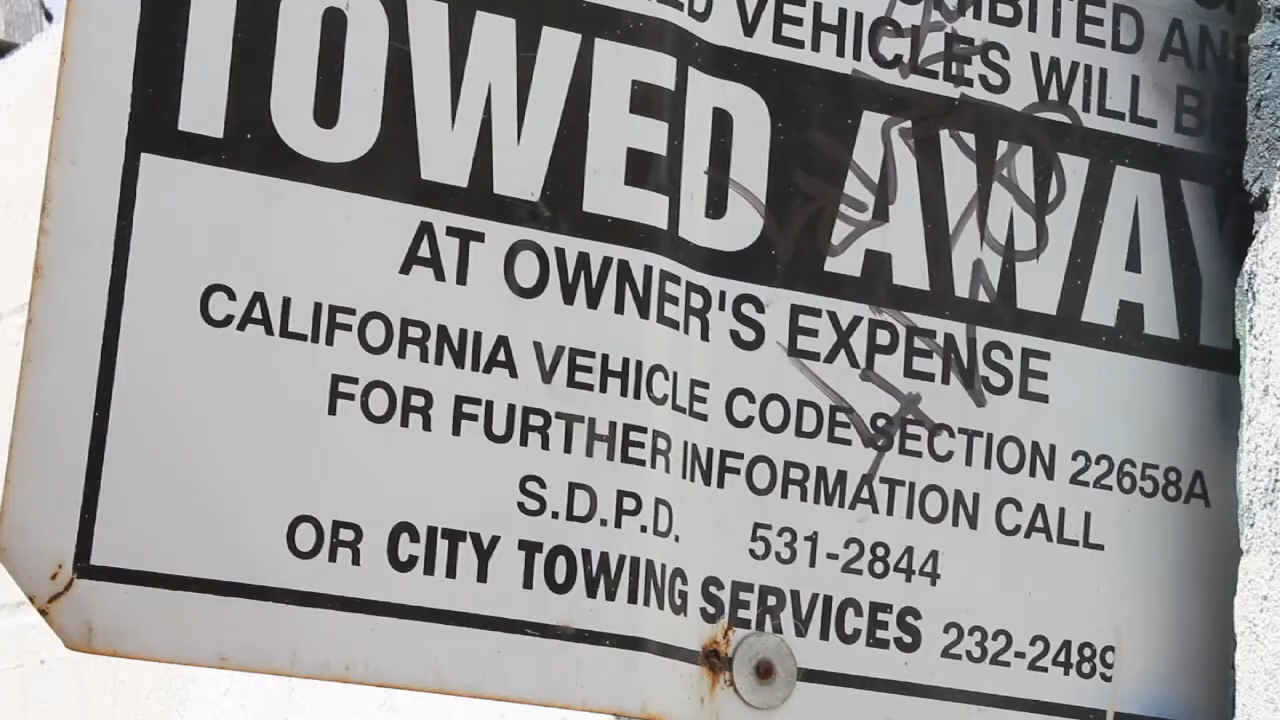 VEHICLES WILL BE
TOWED AWAY
AT OWNER'S EXPENSE
CALIFORNIA VEHICLE CODE SECTION 22658A
FOR FURTHER INFORMATION CALL
S.D.P.D. 531-2844
OR CITY TOWING SERVICES 232-2489